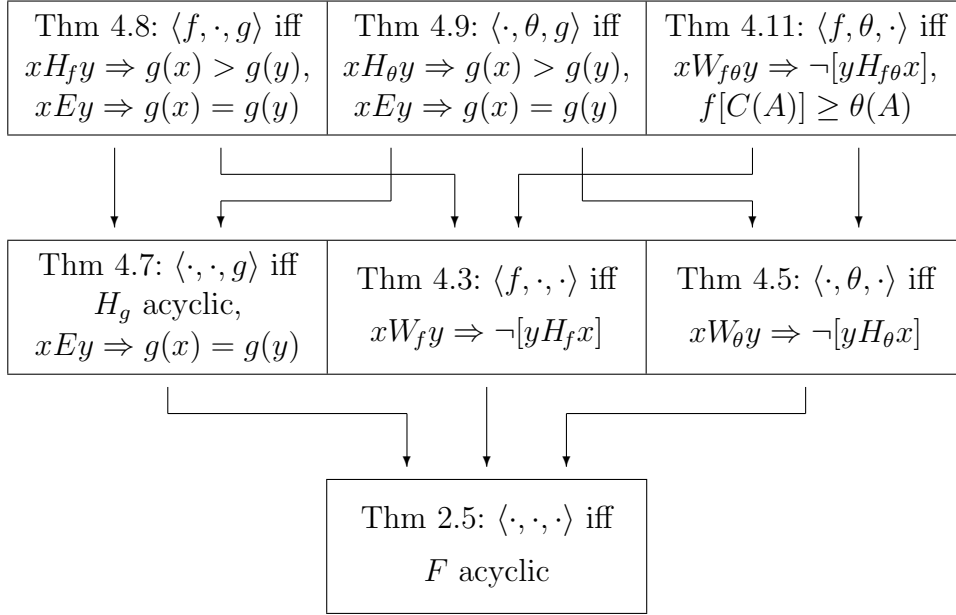 Thm 4.8: ⟨f, ·, g⟩ iff
xH_f y ⇒ g(x) > g(y),
xEy ⇒ g(x) = g(y)
Thm 4.9: ⟨·, θ, g⟩ iff
xH_θ y ⇒ g(x) > g(y),
xEy ⇒ g(x) = g(y)
Thm 4.11: ⟨f, θ, ·⟩ iff
xW_{fθ} y ⇒ ¬[yH_{fθ} x],
f[C(A)] ≥ θ(A)
Thm 4.7: ⟨·, ·, g⟩ iff
H_g acyclic,
xEy ⇒ g(x) = g(y)
Thm 4.3: ⟨f, ·, ·⟩ iff
xW_f y ⇒ ¬[yH_f x]
Thm 4.5: ⟨·, θ, ·⟩ iff
xW_θ y ⇒ ¬[yH_θ x]
Thm 2.5: ⟨·, ·, ·⟩ iff
F acyclic